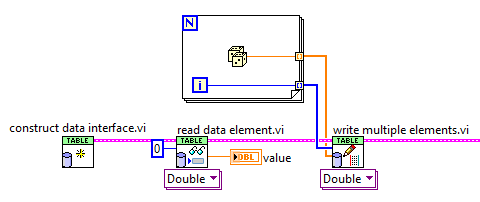 N
i
construct data interface.vi
read data element.vi
write multiple elements.vi
TABLE
TABLE
TABLE
0
DBL
value
Double
Double